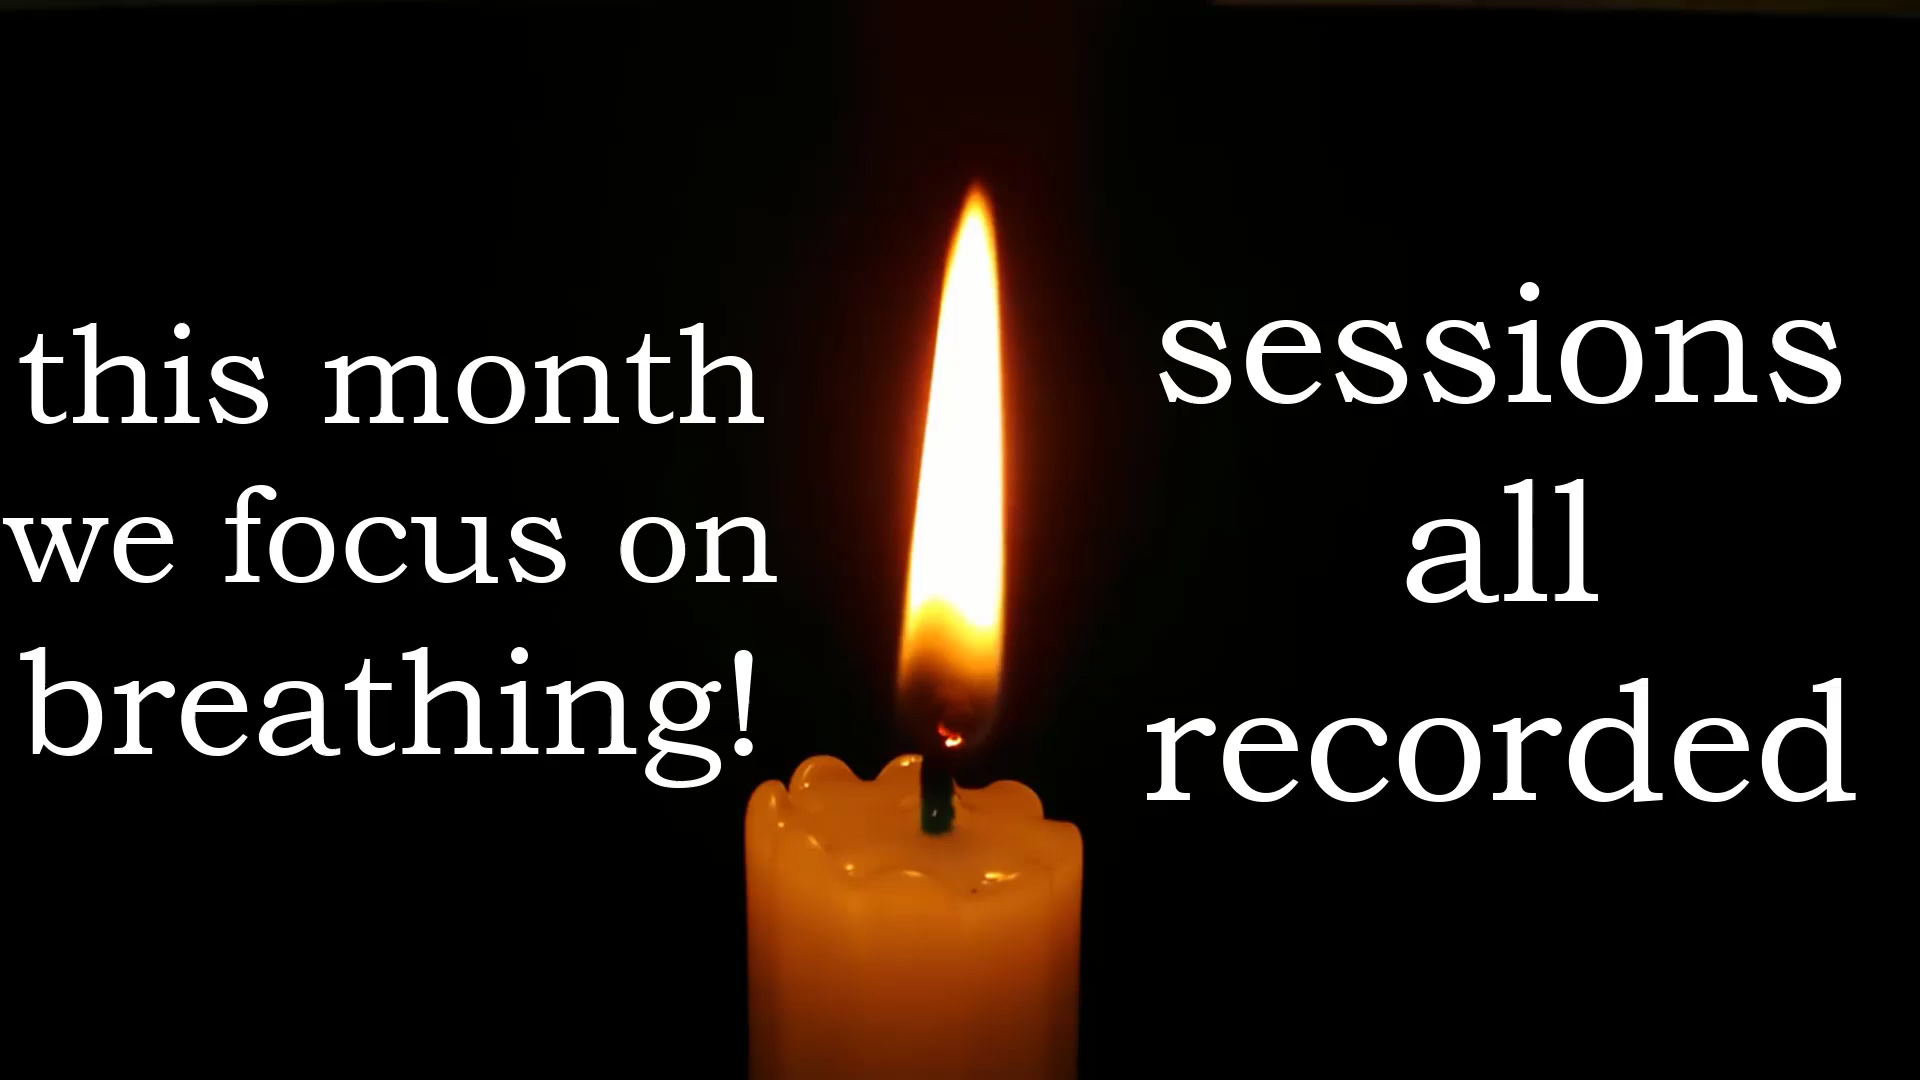 this month
we focus on
breathing!
sessions
all
recorded